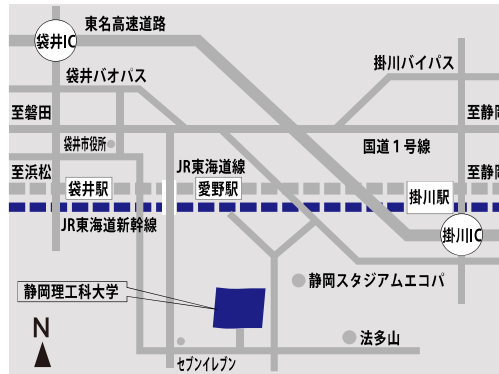 東名高速道路
袋井IC
掛川バイパス
袋井バオパス
至磐田
至静岡
袋井市役所
国道1号線
JR東海道線
至浜松
至静岡
袋井駅
愛野駅
掛川駅
JR東海道新幹線
掛川IC
静岡スタジアムエコパ
静岡理工科大学
N
法多山
セブンイレブン